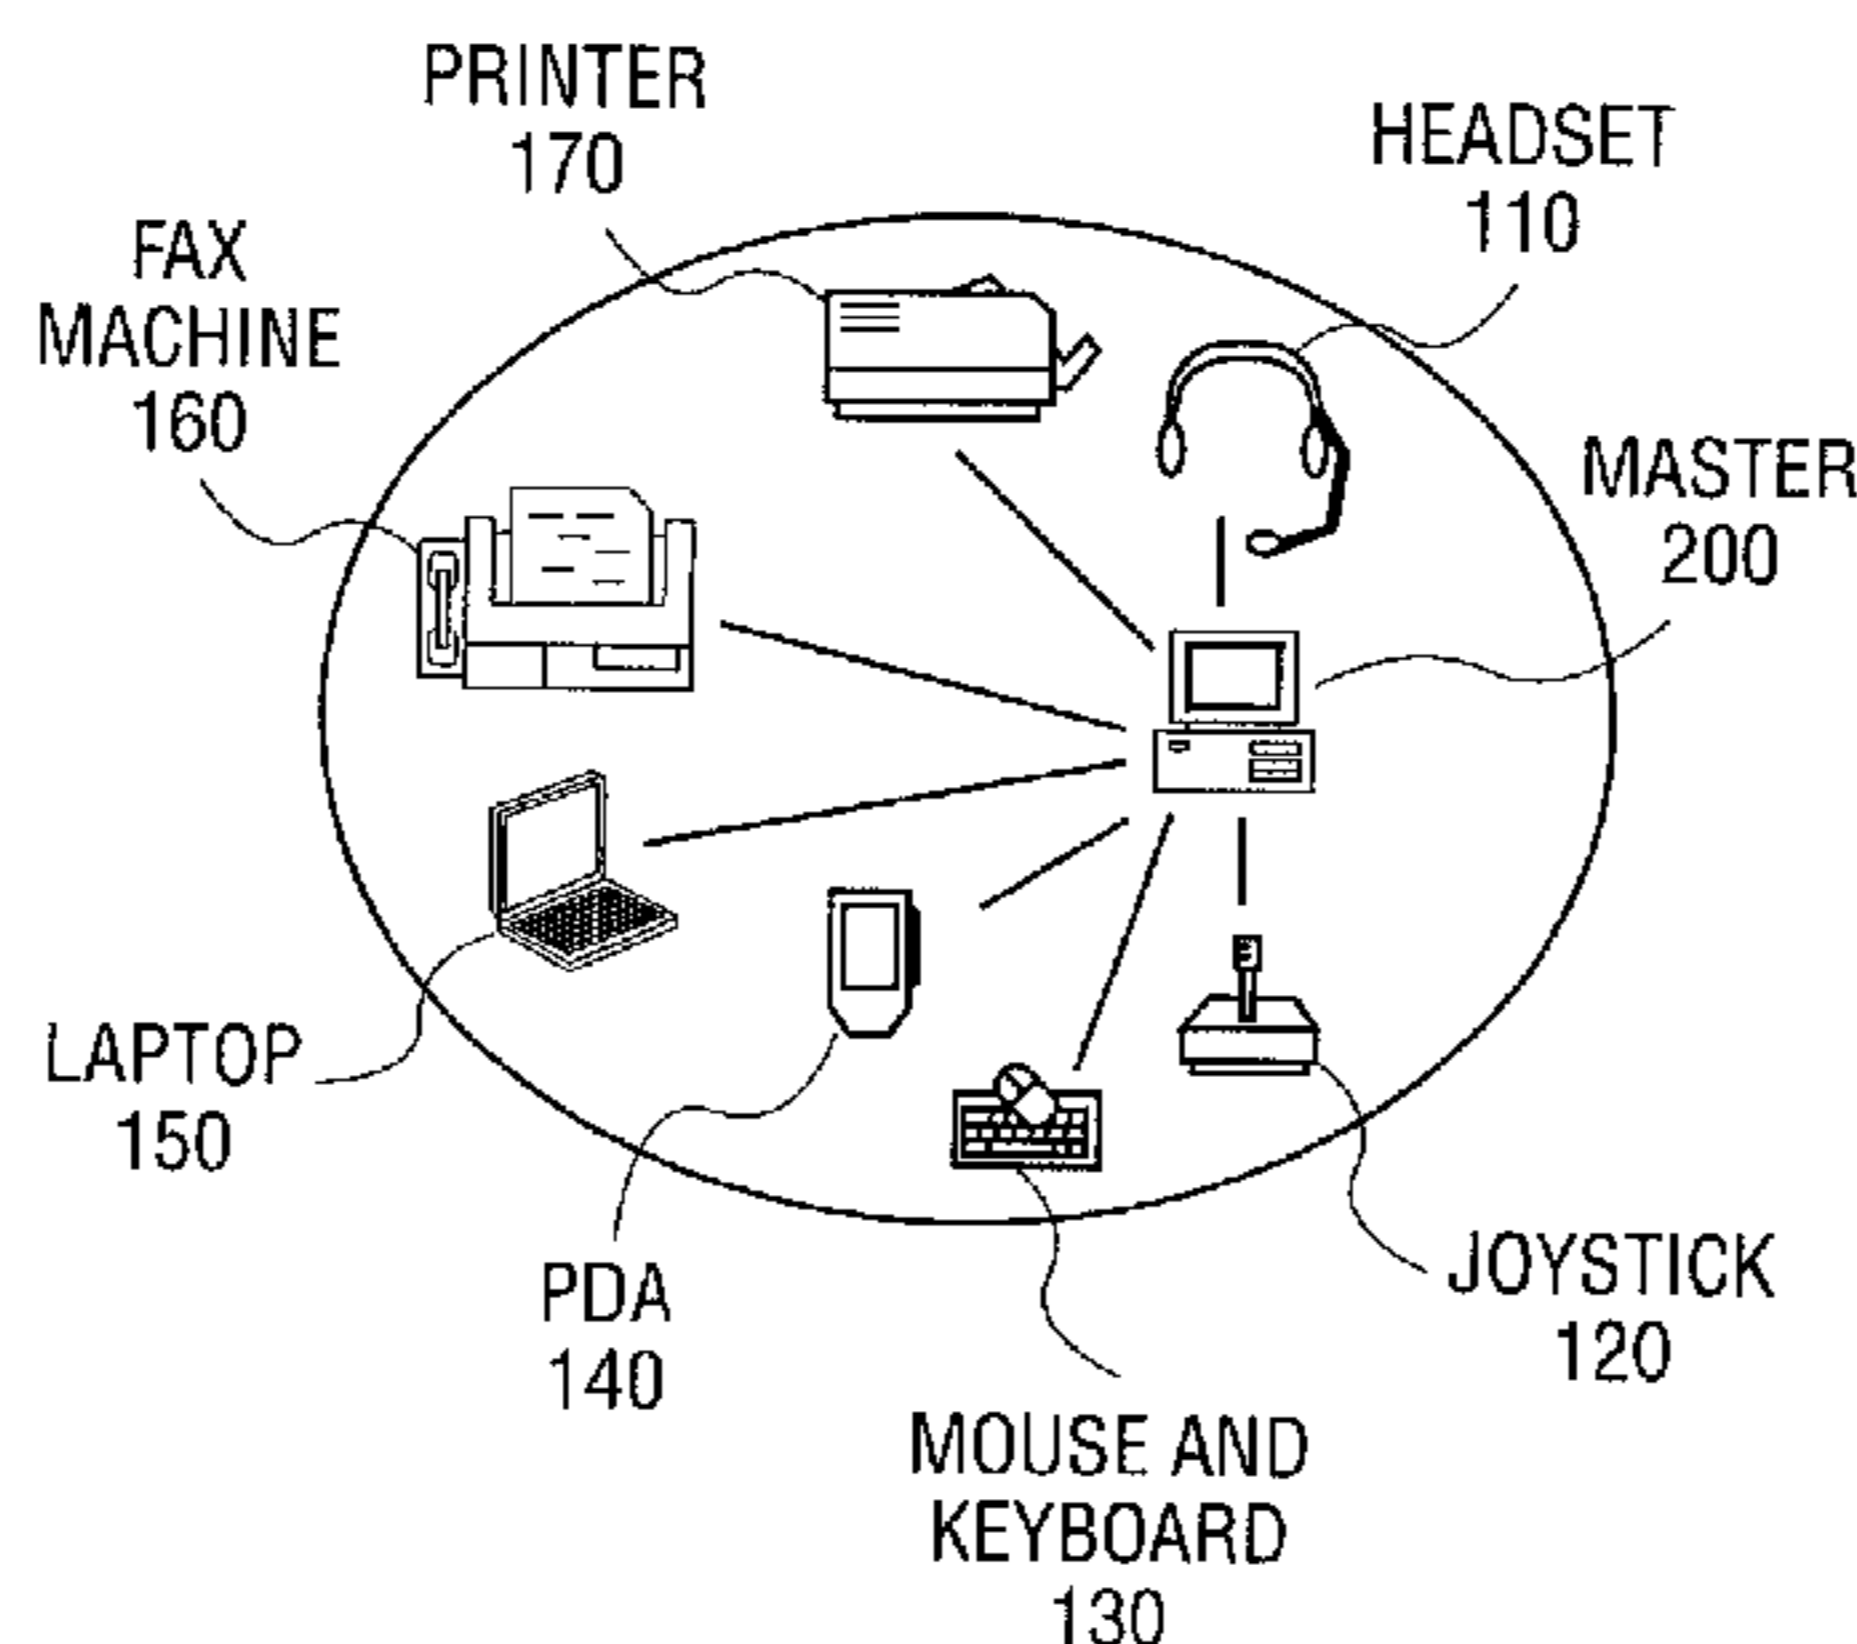 PRINTER
170
HEADSET
110
FAX
MACHINE
160
MASTER
200
LAPTOP
150
PDA
140
JOYSTICK
120
MOUSE AND
KEYBOARD
130